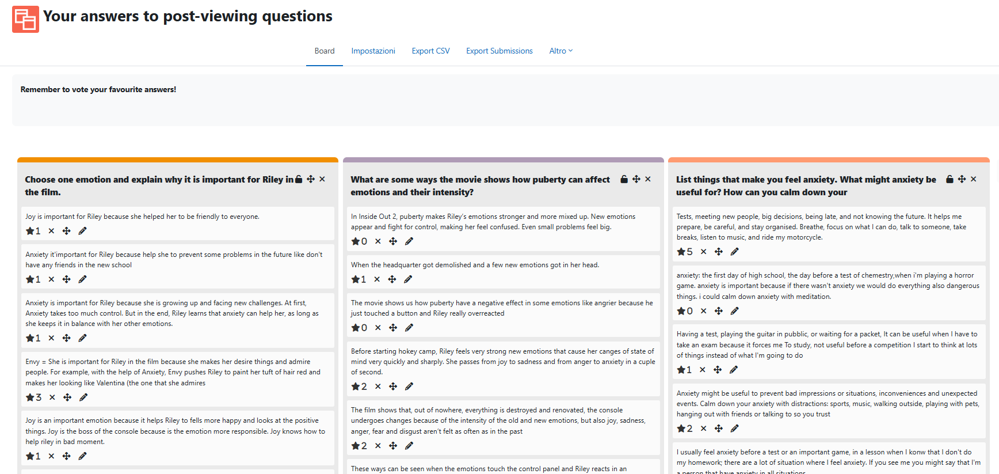 Your answers to post-viewing questions
Board
Impostazioni
Export CSV
Export Submissions
Altro
Remember to vote your favourite answers!
Choose one emotion and explain why it is important for Riley in
the film.
Joy is important for Riley because she helped her to be friendly to everyone.
1
Anxiety it'important for Riley because help she to prevent some problems in the future like don't
have any friends in the new school
1
Anxiety is important for Riley because she is growing up and facing new challenges. At first,
Anxiety takes too much control. But in the end, Riley learns that anxiety can help her, as long as
she keeps it in balance with her other emotions.
1
Envy = She is important for Riley in the film because she makes her desire things and admire
people. For example, with the help of Anxiety, Envy pushes Riley to paint her tuft of hair red and
makes her looking like Valentina (the one that she admires
3
Joy is an important emotion because it helps Riley to fells more happy and looks at the positive
things. Joy is the boss of the console because is the emotion more responsible. Joy knows how to
help riley in bad moment.
1
What are some ways the movie shows how puberty can affect
emotions and their intensity?
In Inside Out 2, puberty makes Riley’s emotions stronger and more mixed up. New emotions
appear and fight for control, making her feel confused. Even small problems feel big.
0
When the headquarter got demolished and a few new emotions got in her head.
1
The movie shows us how puberty have a negative effect in some emotions like angrier because he
just touched a button and Riley really overreacted
0
Before starting hokey camp, Riley feels very strong new emotions that cause her canges of state of
mind very quickly and sharply. She passes from joy to sadness and from anger to anxiety in a cuple
of second.
2
The film shows that, out of nowhere, everything is destroyed and renovated, the console
undergoes changes because of the intensity of the old and new emotions, but also joy, sadness,
anger, fear and disgust aren’t felt as often as in the past
2
These ways can be seen when the emotions touch the control panel and Riley reacts in an
List things that make you feel anxiety. What might anxiety be
useful for? How can you calm down your
Tests, meeting new people, big decisions, being late, and not knowing the future. It helps me
prepare, be careful, and stay organised. Breathe, focus on what I can do, talk to someone, take
breaks, listen to music, and ride my motorcycle.
5
anxiety: the first day of high school, the day before a test of chemestry,when i'm playing a horror
game. anxiety is important because if there wasn't anxiety we would do everything also dangerous
things. i could calm down anxiety with meditation.
0
Having a test, playing the guitar in pubblic, or waiting for a packet, It can be useful when I have to
take an exam because it forces me To study, not useful before a competition I start to think at lots
of things instead of what I'm going to do
1
Anxiety might be useful to prevent bad impressions or situations, inconveniences and unexpected
events. Calm down your anxiety with distractions: sports, music, walking outside, playing with pets,
hanging out with friends or talking to so you trust
2
I usually feel anxiety before a test or an important game, in a lesson when I konw that I don't do
my homework; there are a lot of situation where I feel anxiety. If you see me you might say that I'm
a person that have anxiety in all situations